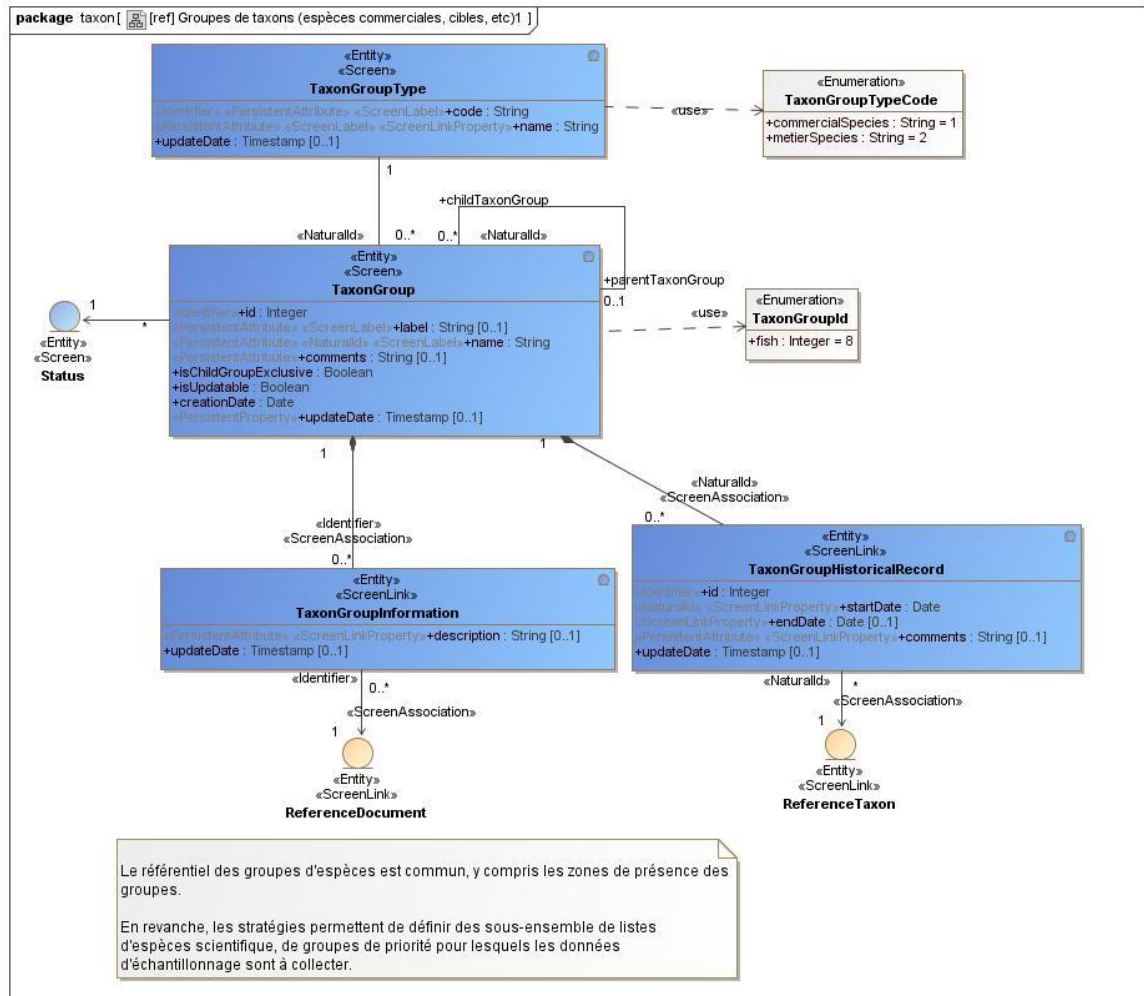 package taxon [ [ref] Groupes de taxons (espèces commerciales, cibles, etc)1 ]
«Entity»
«Screen»
TaxonGroupType
«Identifier» «PersistentAttribute» «ScreenLabel»+code : String
«PersistentAttribute» «ScreenLabel» «ScreenLinkProperty»+name : String
+updateDate : Timestamp [0..1]
«use»
«Enumeration»
TaxonGroupTypeCode
+commercialSpecies : String = 1
+metierSpecies : String = 2
1
«NaturalId»
0..*
+childTaxonGroup
0..*
«NaturalId»
+parentTaxonGroup
0..1
«Entity»
«Screen»
TaxonGroup
«Identifier»+id : Integer
«PersistentAttribute» «ScreenLabel»+label : String [0..1]
«PersistentAttribute» «NaturalId» «ScreenLabel»+name : String
«PersistentAttribute»+comments : String [0..1]
+isChildGroupExclusive : Boolean
+isUpdatable : Boolean
+creationDate : Date
«PersistentProperty»+updateDate : Timestamp [0..1]
1
*
«Entity»
«Screen»
Status
«use»
«Enumeration»
TaxonGroupId
+fish : Integer = 8
1
«Identifier»
«ScreenAssociation»
0..*
1
«NaturalId»
«ScreenAssociation»
0..*
«Entity»
«ScreenLink»
TaxonGroupInformation
«PersistentAttribute» «ScreenLinkProperty»+description : String [0..1]
+updateDate : Timestamp [0..1]
«Entity»
«ScreenLink»
TaxonGroupHistoricalRecord
«Identifier»+id : Integer
«NaturalId» «ScreenLinkProperty»+startDate : Date
«ScreenLinkProperty»+endDate : Date [0..1]
«PersistentAttribute» «ScreenLinkProperty»+comments : String [0..1]
+updateDate : Timestamp [0..1]
«Identifier»
0..*
«ScreenAssociation»
1
«Entity»
«ScreenLink»
ReferenceDocument
«NaturalId»
*
«ScreenAssociation»
1
«Entity»
«ScreenLink»
ReferenceTaxon
Le référentiel des groupes d'espèces est commun, y compris les zones de présence des
groupes.
En revanche, les stratégies permettent de définir des sous-ensemble de listes
d'espèces scientifique, de groupes de priorité pour lesquels les données
d'échantillonnage sont à collecter.